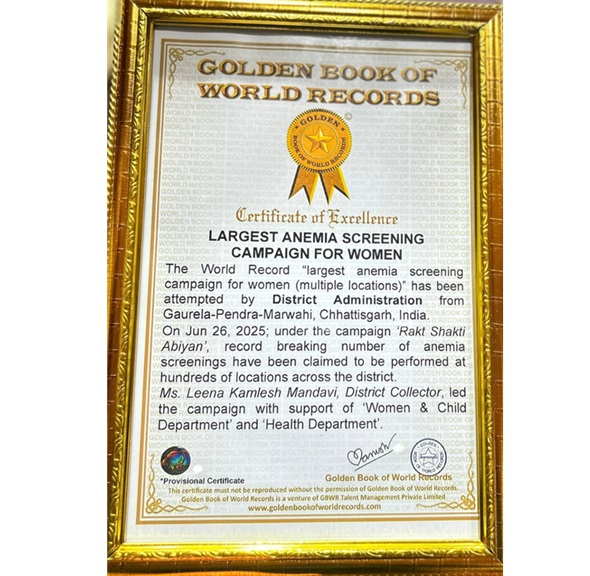 GOLDEN BOOK OF
WORLD RECORDS
GOLDEN
BOOK OF WORLD RECORDS
Certificate of Excellence
LARGEST ANEMIA SCREENING
CAMPAIGN FOR WOMEN
The World Record "largest anemia screening
campaign for women (multiple locations)" has been
attempted by District Administration from
Gaurela-Pendra-Marwahi, Chhattisgarh, India.
On Jun 26, 2025; under the campaign 'Rakt Shakti
Abiyan', record breaking number of anemia
screenings have been claimed to be performed at
hundreds of locations across the district.
Ms. Leena Kamlesh Mandavi, District Collector, led
the campaign with support of 'Women & Child
Department' and 'Health Department'.
*Provisional Certificate
Golden Book of World Records
This certificate must not be reproduced without the permission of Golden Book of World Records.
Golden Book of World Records is a venture of GBWR Talent Management Private Limited
www.goldenbookofworldrecords.com